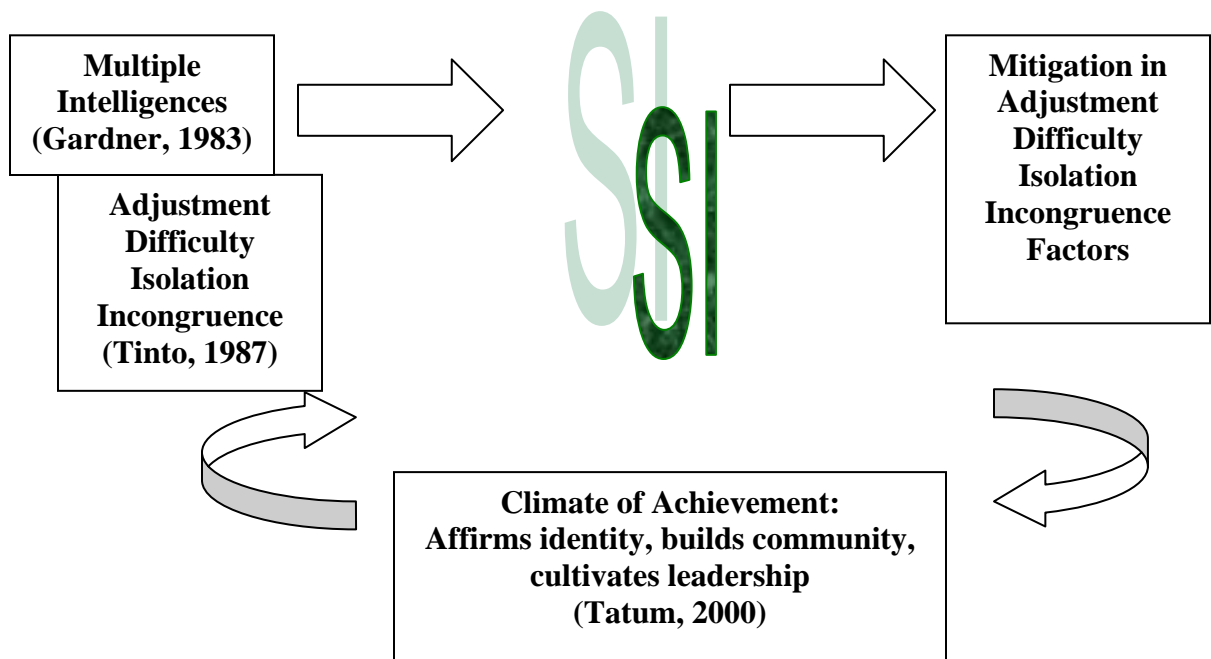 Multiple
Intelligences
(Gardner, 1983)
Adjustment
Difficulty
Isolation
Incongruence
(Tinto, 1987)
SI
SI
Mitigation in
Adjustment
Difficulty
Isolation
Incongruence
Factors
Climate of Achievement:
Affirms identity, builds community,
cultivates leadership
(Tatum, 2000)